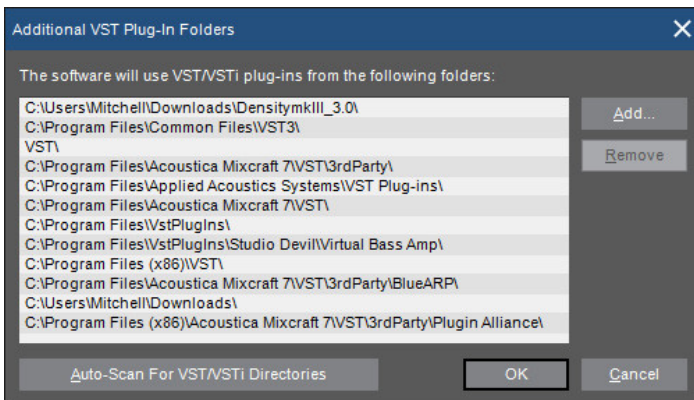 Additional VST Plug-In Folders
The software will use VST/VSTi plug-ins from the following folders:
C:\Users\Mitchell\Downloads\DensitymkIII_3.0\
C:\Program Files\Common Files\VST3\
VST\
C:\Program Files\Acoustica Mixcraft 7\VST\3rdParty\
C:\Program Files\Applied Acoustics Systems\VST Plug-ins\
C:\Program Files\Acoustica Mixcraft 7\VST\
C:\Program Files\VstPlugIns\
C:\Program Files\VstPlugIns\Studio Devil\Virtual Bass Amp\
C:\Program Files (x86)\VST\
C:\Program Files\Acoustica Mixcraft 7\VST\3rdParty\BlueARP\
C:\Users\Mitchell\Downloads\
C:\Program Files (x86)\Acoustica Mixcraft 7\VST\3rdParty\Plugin Alliance\
Add...
Remove
Auto-Scan For VST/VSTi Directories
OK
Cancel